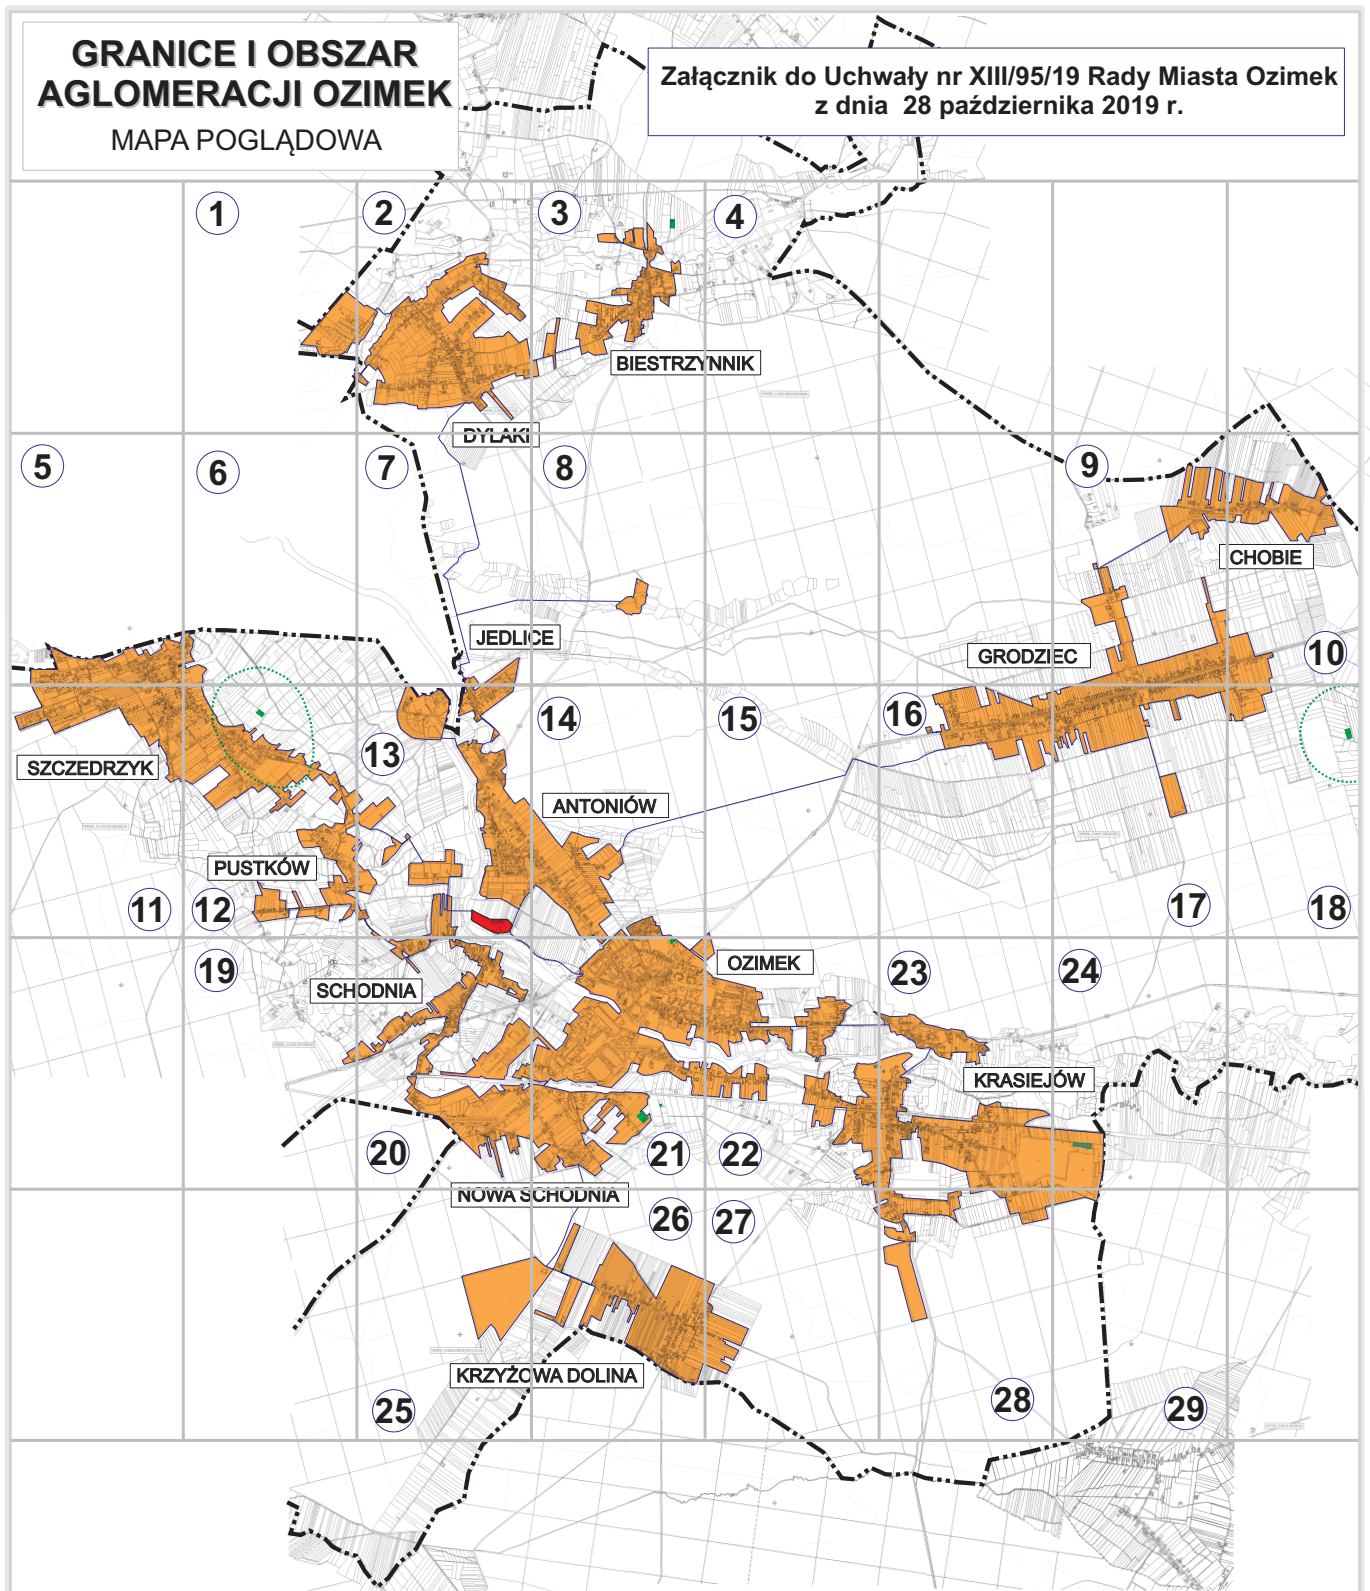 GRANICE I OBSZAR
AGLOMERACJI OZIMEK
MAPA POGLĄDOWA
Załącznik do Uchwały nr XIII/95/19 Rady Miasta Ozimek
z dnia 28 października 2019 r.
1
2
3
4
BIESTRZYNNIK
DYLAKI
5
6
7
8
9
CHOBIE
JEDLICE
GRODZIEC
10
SZCZEDRZYK
13
14
15
16
ANTONIÓW
PUSTKÓW
11
12
17
18
19
SCHODNIA
OZIMEK
23
24
KRASIEJÓW
20
21
22
NOWA SCHODNIA
26
27
KRZYŻOWA DOLINA
25
28
29